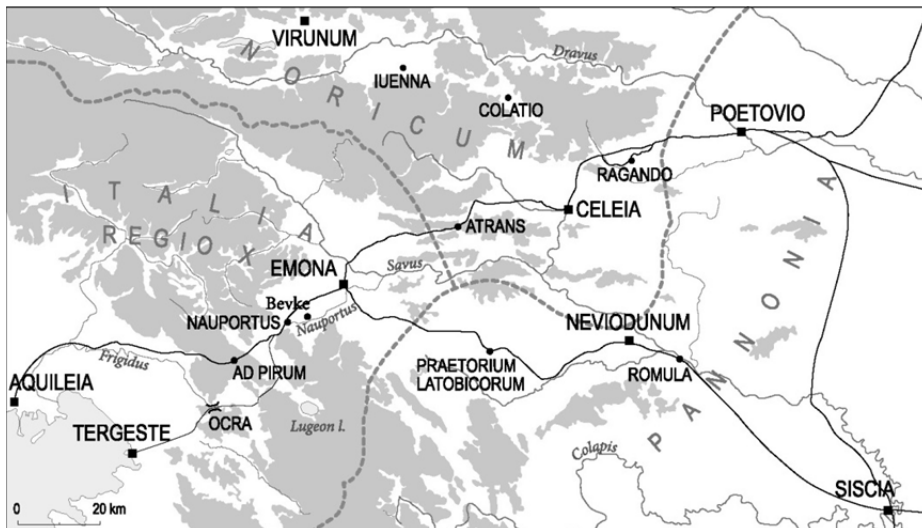 VIRUNUM
NORICUM
Dravus
IUENNA
COLATIO
POETOVIO
RAGANDO
ITALIA
REGIO X
CELEIA
ATRANS
PANNONIA
EMONA
Savus
Bevke
NAUPORTUS
Nauportus
NEVIODUNUM
Frigidus
AD PIRUM
PRAETORIUM
LATOBICORUM
ROMULA
AQUILEIA
OCRA
Lugeon l.
TERGESTE
Colapis
SISCIA
0 20 km